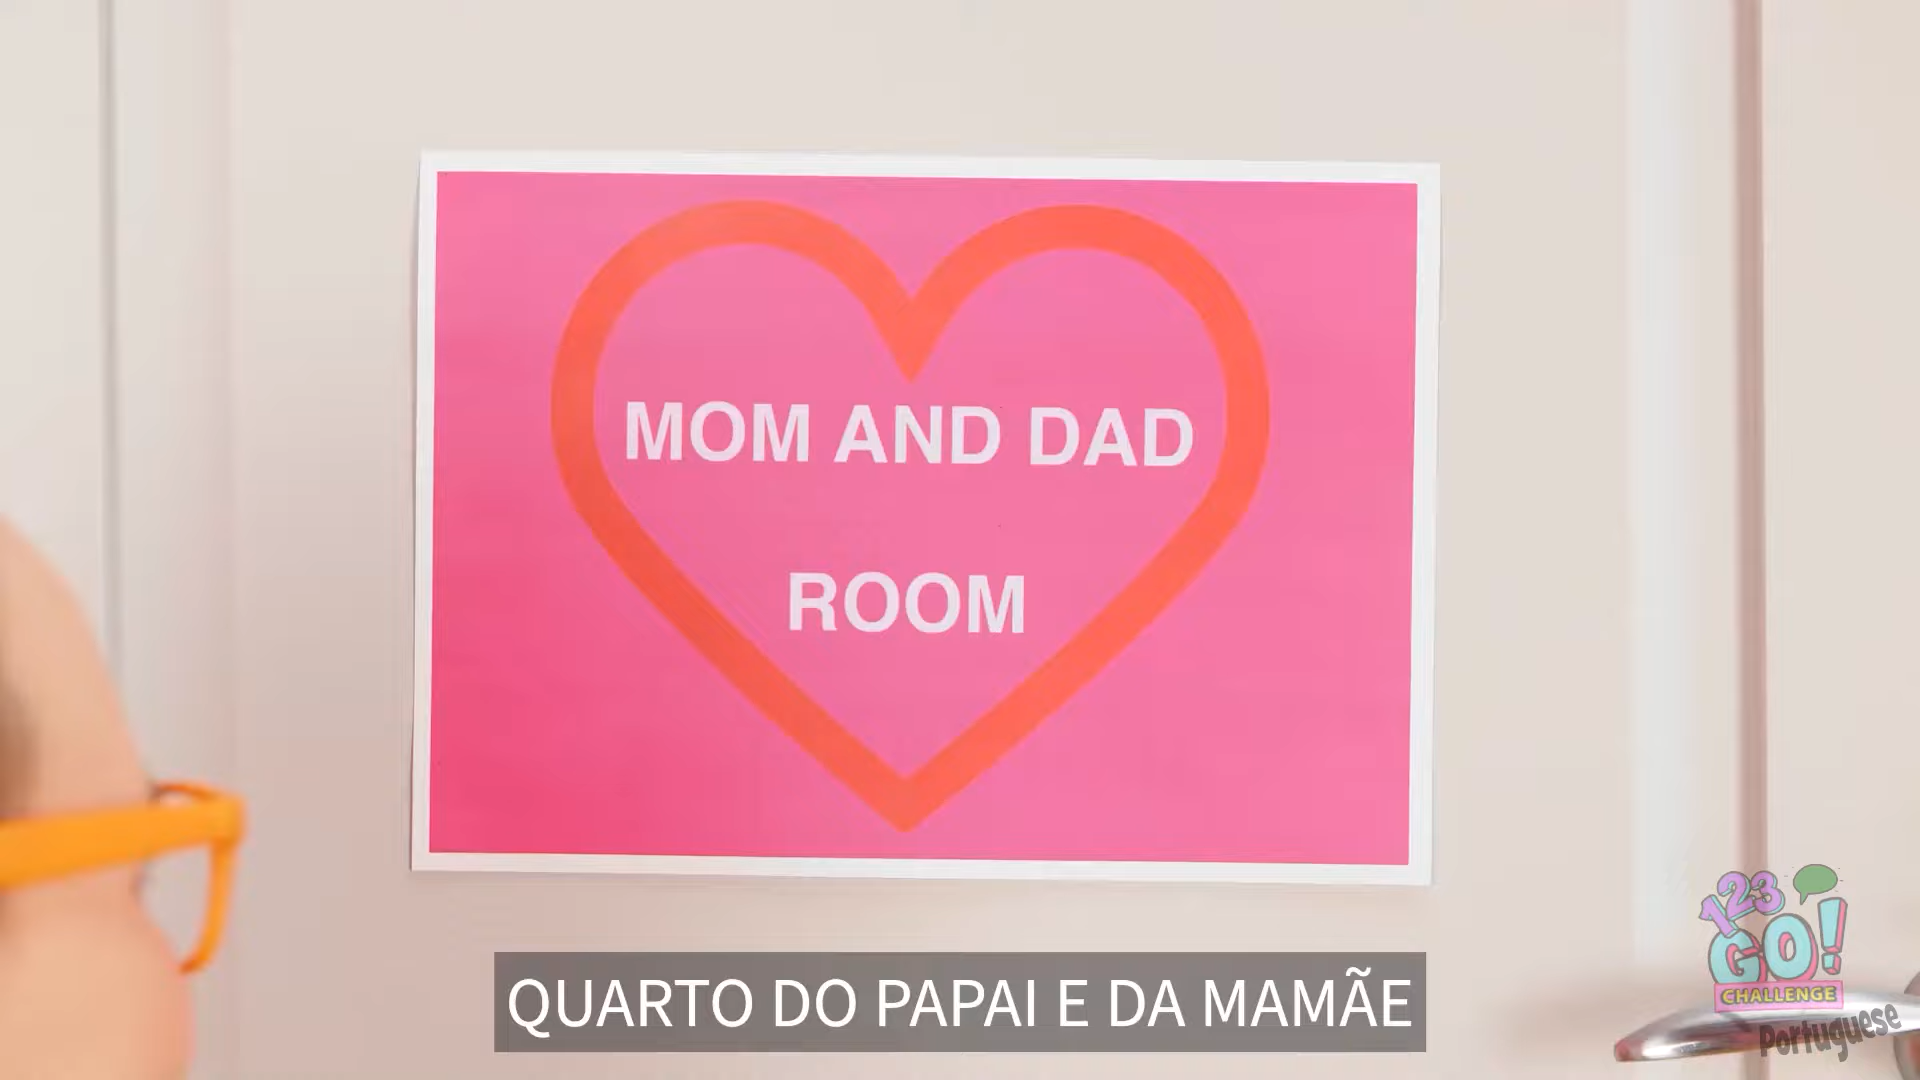 MOM AND DAD
ROOM
QUARTO DO PAPAI E DA MAMÃE
123
GO!
CHALLENGE
Portuguese